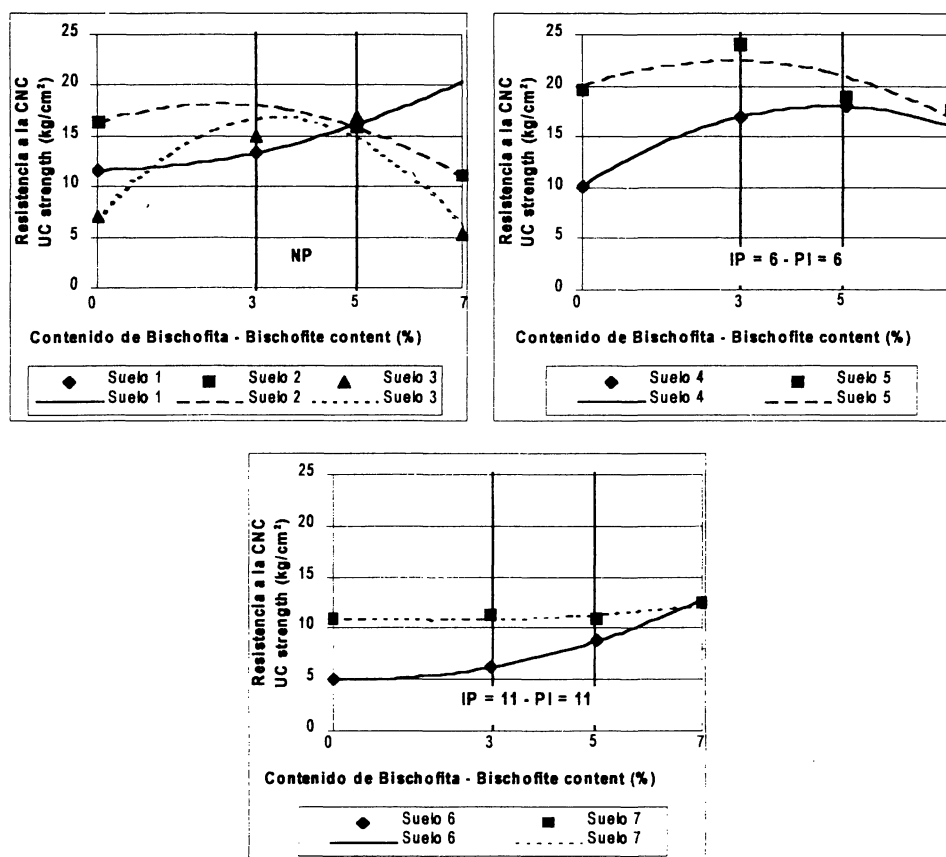 Resistencia a la CNC
UC strength (kg/cm²)
25
20
15
10
5
0
NP
0 3 5 7
Contenido de Bischofita - Bischofite content (%)
Suelo 1 Suelo 2 Suelo 3
Suelo 1 Suelo 2 Suelo 3
Resistencia a la CNC
UC strength (kg/cm²)
25
20
15
10
5
0
IP = 6 - PI = 6
0 3 5
Contenido de Bischofita - Bischofite content (%)
Suelo 4 Suelo 5
Suelo 4 Suelo 5
Resistencia a la CNC
UC strength (kg/cm²)
25
20
15
10
5
0
IP = 11 - PI = 11
0 3 5 7
Contenido de Bischofita - Bischofite content (%)
Suelo 6 Suelo 7
Suelo 6 Suelo 7